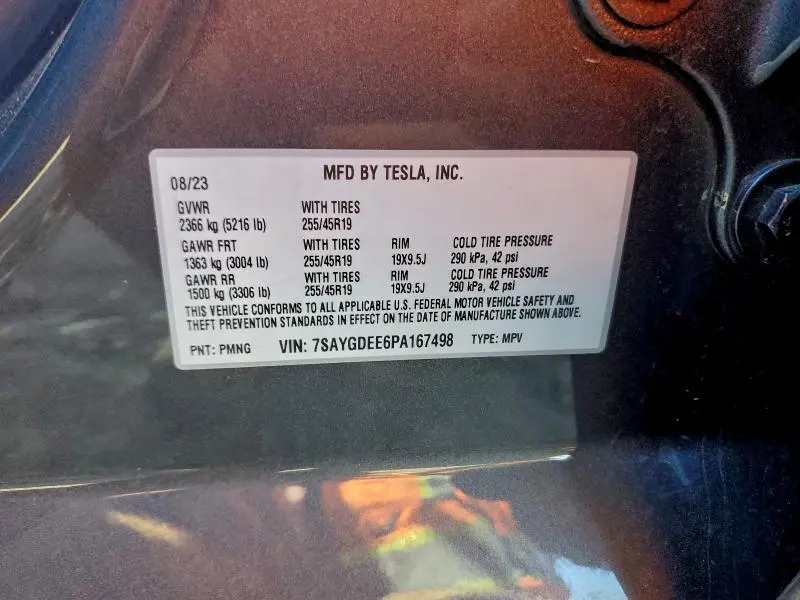 MFD BY TESLA, INC.
08/23
GVWR WITH TIRES
2366 kg (5216 lb) 255/45R19
GAWR FRT WITH TIRES RIM COLD TIRE PRESSURE
1363 kg (3004 lb) 255/45R19 19X9.5J 290 kPa, 42 psi
GAWR RR WITH TIRES RIM COLD TIRE PRESSURE
1500 kg (3306 lb) 255/45R19 19X9.5J 290 kPa, 42 psi
THIS VEHICLE CONFORMS TO ALL APPLICABLE U.S. FEDERAL MOTOR VEHICLE SAFETY AND
THEFT PREVENTION STANDARDS IN EFFECT ON THE DATE OF MANUFACTURE SHOWN ABOVE.
PNT: PMNG VIN: 7SAYGDEE6PA167498 TYPE: MPV